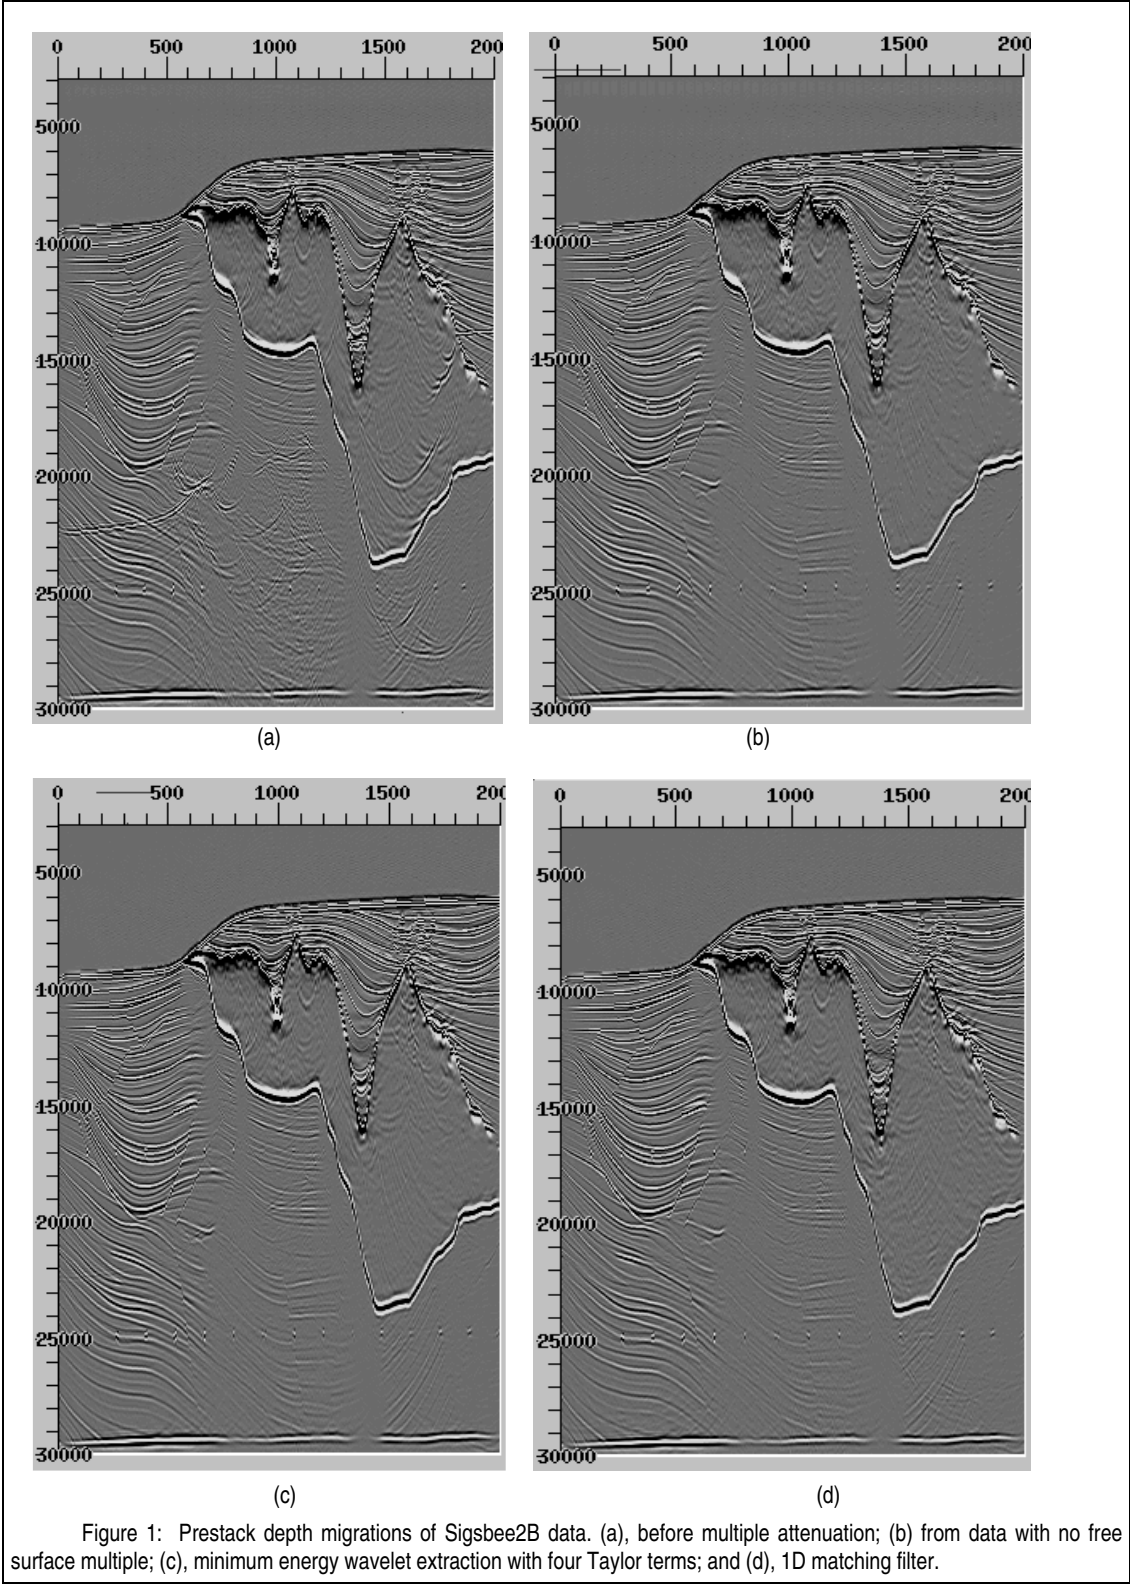 0 500 1000 1500 200
5000
10000
15000
20000
25000
30000
(a)
0 500 1000 1500 200
5000
10000
15000
20000
25000
30000
(b)
0 500 1000 1500 200
5000
10000
15000
20000
25000
30000
(c)
0 500 1000 1500 200
5000
10000
15000
20000
25000
30000
(d)
Figure 1: Prestack depth migrations of Sigsbee2B data. (a), before multiple attenuation; (b) from data with no free
surface multiple; (c), minimum energy wavelet extraction with four Taylor terms; and (d), 1D matching filter.